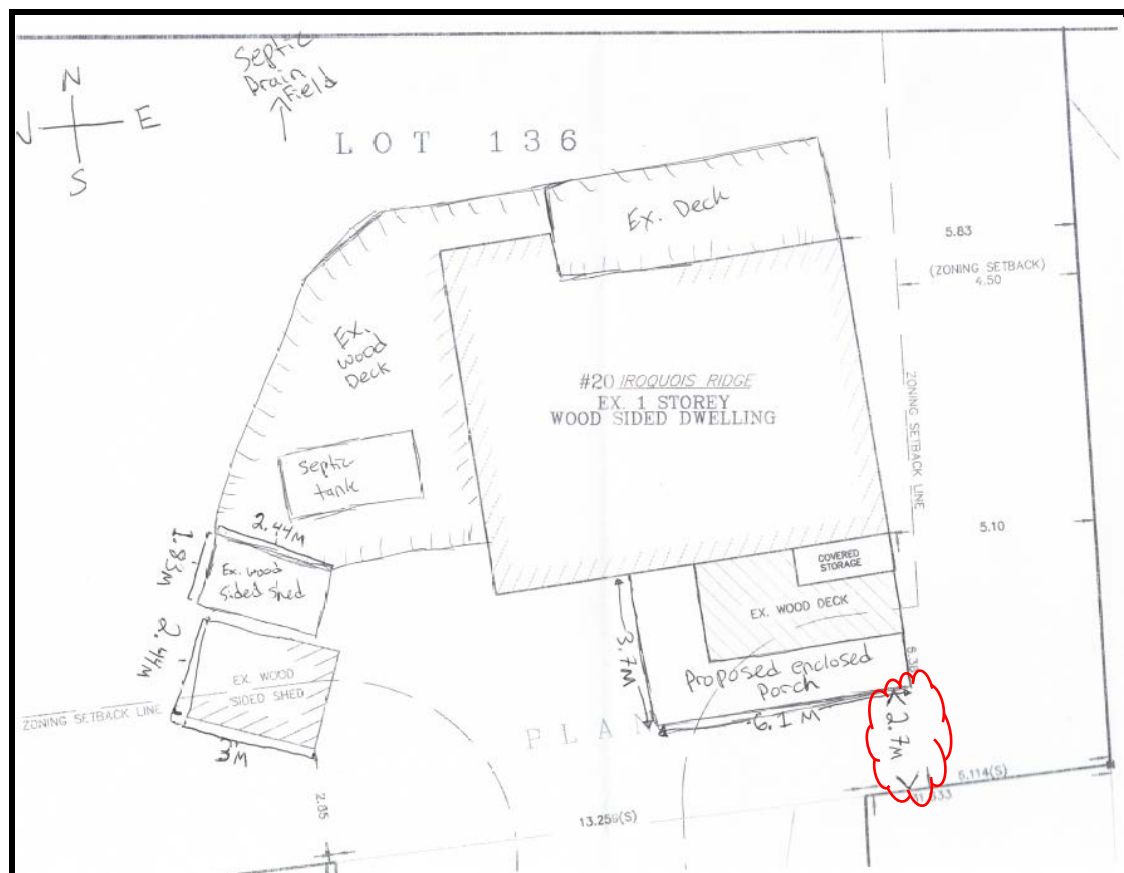 Septic
Drain
Field
N
E
S
LOT 136
Ex. Deck
5.83
(ZONING SETBACK)
4.50
Ex.
Wood
Deck
#20 IROQUOIS RIDGE
EX. 1 STOREY
WOOD SIDED DWELLING
ZONING SETBACK LINE
septic
tank
2.44M
1.83M
5.10
Ex. Wood
Sided Shed
COVERED
STORAGE
EX. WOOD DECK
3.7M
2.44M
Proposed enclosed
Porch
EX. WOOD
SIDED SHED
ZONING SETBACK LINE
6.1M
PLAN
2.7M
3M
6.114(S)
2.85
13.259(S)